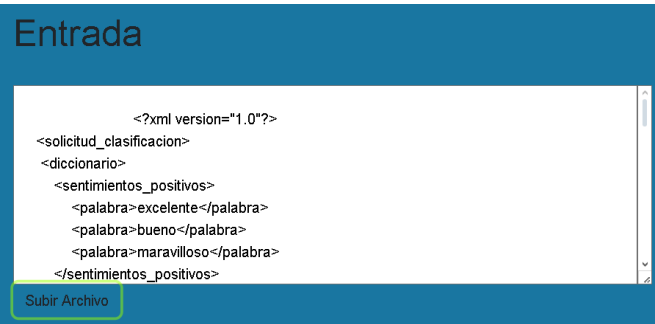 Entrada
<?xml version="1.0"?>
<solicitud_clasificacion>
<diccionario>
<sentimientos_positivos>
<palabra>excelente</palabra>
<palabra>bueno</palabra>
<palabra>maravilloso</palabra>
</sentimientos_positivos>
Subir Archivo